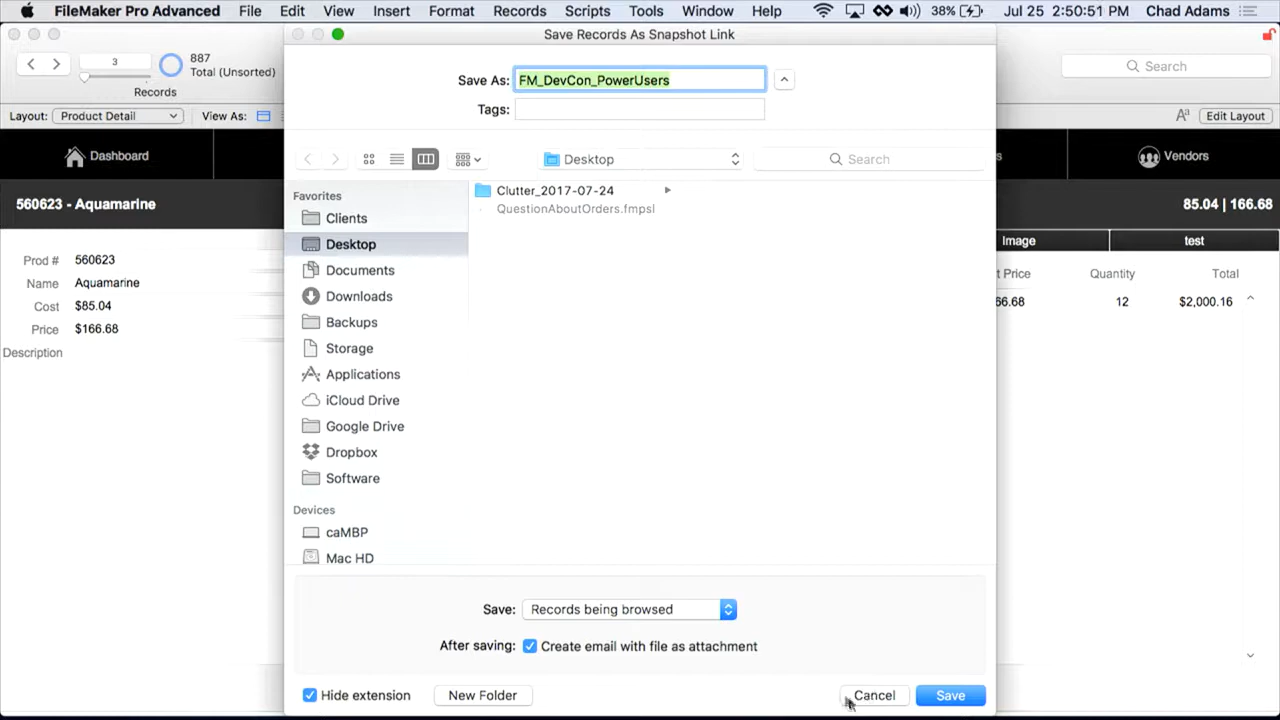 FileMaker Pro Advanced File Edit View Insert Format Records Scripts Tools Window Help 38% Jul 25 2:50:51 PM Chad Adams
Save Records As Snapshot Link
3
887
Total (Unsorted)
Records
Search
Save As: FM_DevCon_PowerUsers
Tags:
Layout: Product Detail View As:
Aa Edit Layout
Dashboard
s
Vendors
Desktop
Search
560623 - Aquamarine
85.04 | 166.68
Image test
Favorites
Clients
Desktop
Documents
Downloads
Backups
Storage
Applications
iCloud Drive
Google Drive
Dropbox
Software
Devices
caMBP
Mac HD
Clutter_2017-07-24
QuestionAboutOrders.fmpsl
Prod # 560623
Name Aquamarine
Cost $85.04
Price $166.68
Description
t Price Quantity Total
66.68 12 $2,000.16
Save: Records being browsed
After saving: Create email with file as attachment
Hide extension New Folder Cancel Save